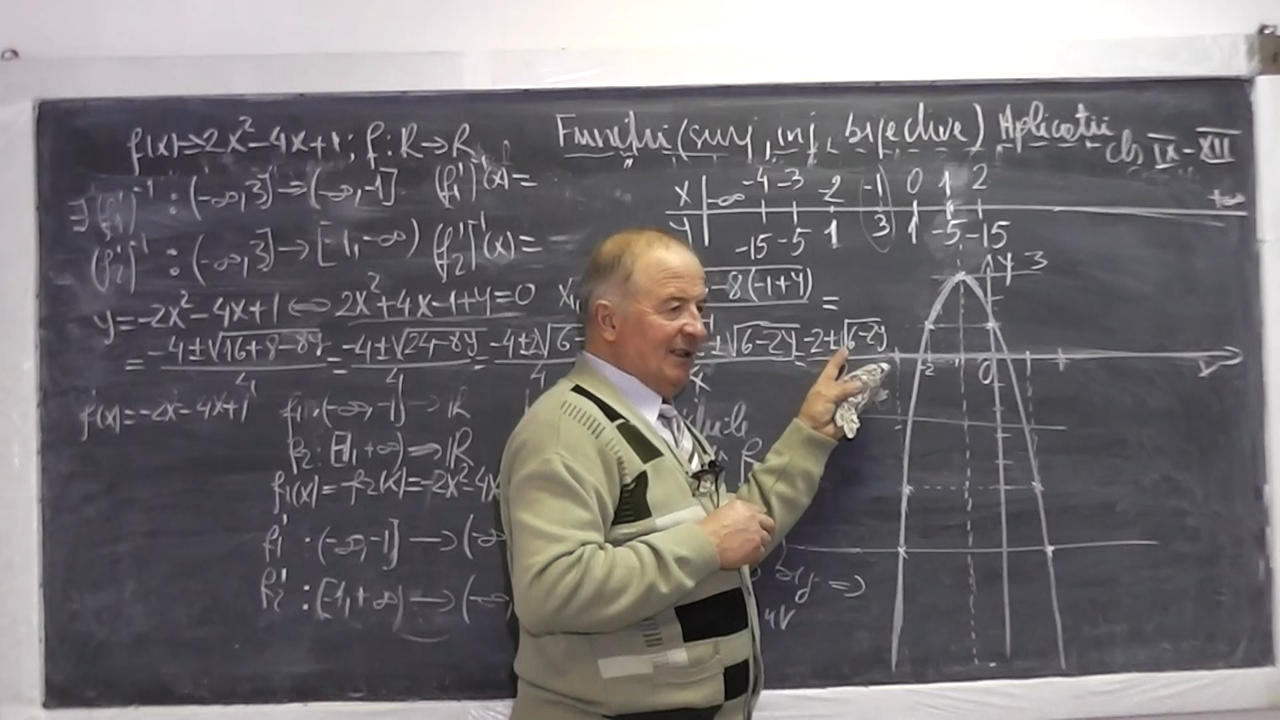 f(x)=-2x²-4x+1; f:R→R
Funcții (surj, inj, bijective) Aplicatii cls IX-XII
∃(f₁')⁻¹ : (-∞,3]→(-∞,-1] (f₁')⁻¹(x)=
(f₂')⁻¹ : (-∞,3]→[-1,-∞) (f₂')⁻¹(x)=
x -∞ -4 -3 -2 -1 0 1 2 +∞
y -15 -5 1 3 1 -5 -15
y=-2x²-4x+1 ⇔ 2x²+4x-1+y=0 x₁ -8(-1+y) =
= -4±√16+8-8y / 4 = -4±√24-8y / 4 = -4±2√6- / 4 ±√6-2y = -2±√6-2y
f(x)=-2x²-4x+1 f₁:(-∞,-1]→R
f₂:[-1,+∞)→R
f₁(x)=f₂(x)=-2x²-4x
f₁' : (-∞,-1]→(-∞
f₂' : [-1,+∞)→(-∞,
bij ⇒
y 3
-2 0